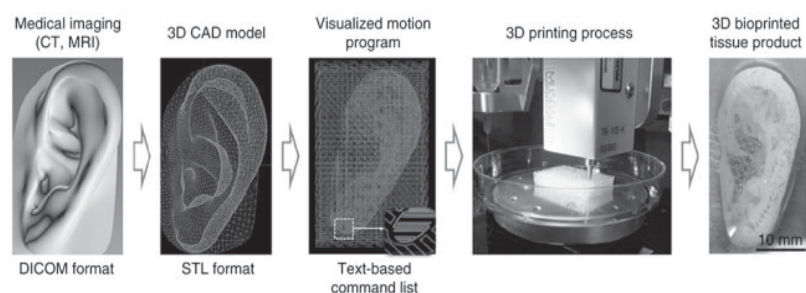 Medical imaging
(CT, MRI)
3D CAD model
Visualized motion
program
3D printing process
3D bioprinted
tissue product
DICOM format
STL format
Text-based
command list
10 mm